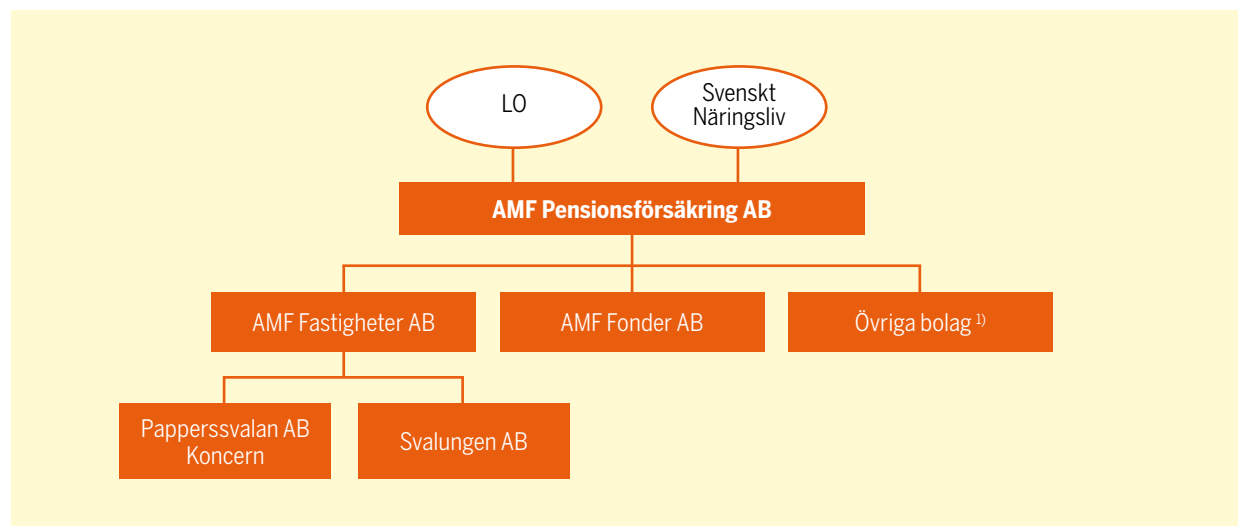 LO
Svenskt
Näringsliv
AMF Pensionsförsäkring AB
AMF Fastigheter AB
AMF Fonder AB
Övriga bolag 1)
Papperssvalan AB
Koncern
Svalungen AB